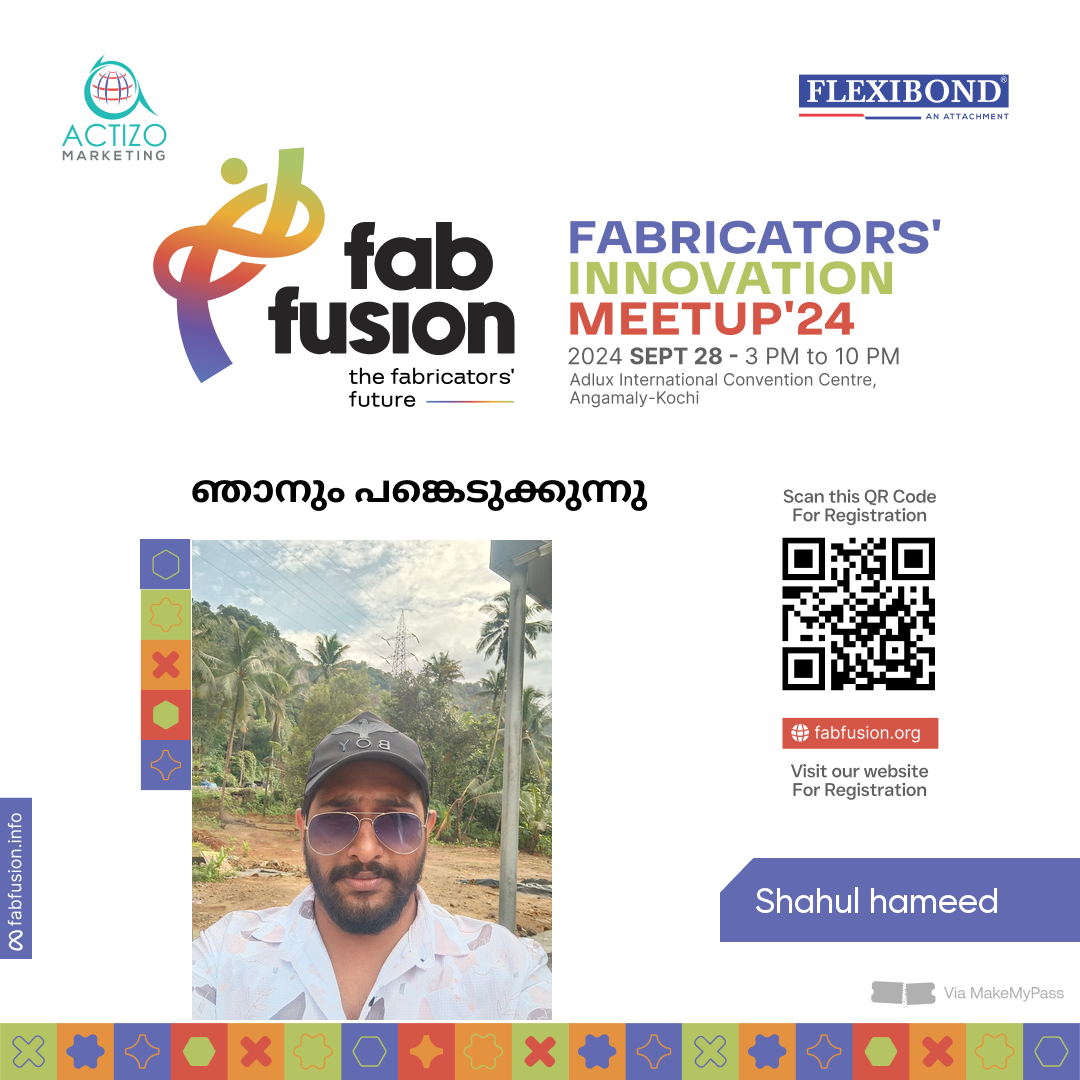 ACTIZO
MARKETING
FLEXIBOND®
AN ATTACHMENT
fab
fusion
the fabricators'
future
FABRICATORS'
INNOVATION
MEETUP'24
2024 SEPT 28 - 3 PM to 10 PM
Adlux International Convention Centre,
Angamaly-Kochi
ഞാനും പങ്കെടുക്കുന്നു
Scan this QR Code
For Registration
fabfusion.org
Visit our website
For Registration
BOY
fabfusion.info
Shahul hameed
Via MakeMyPass